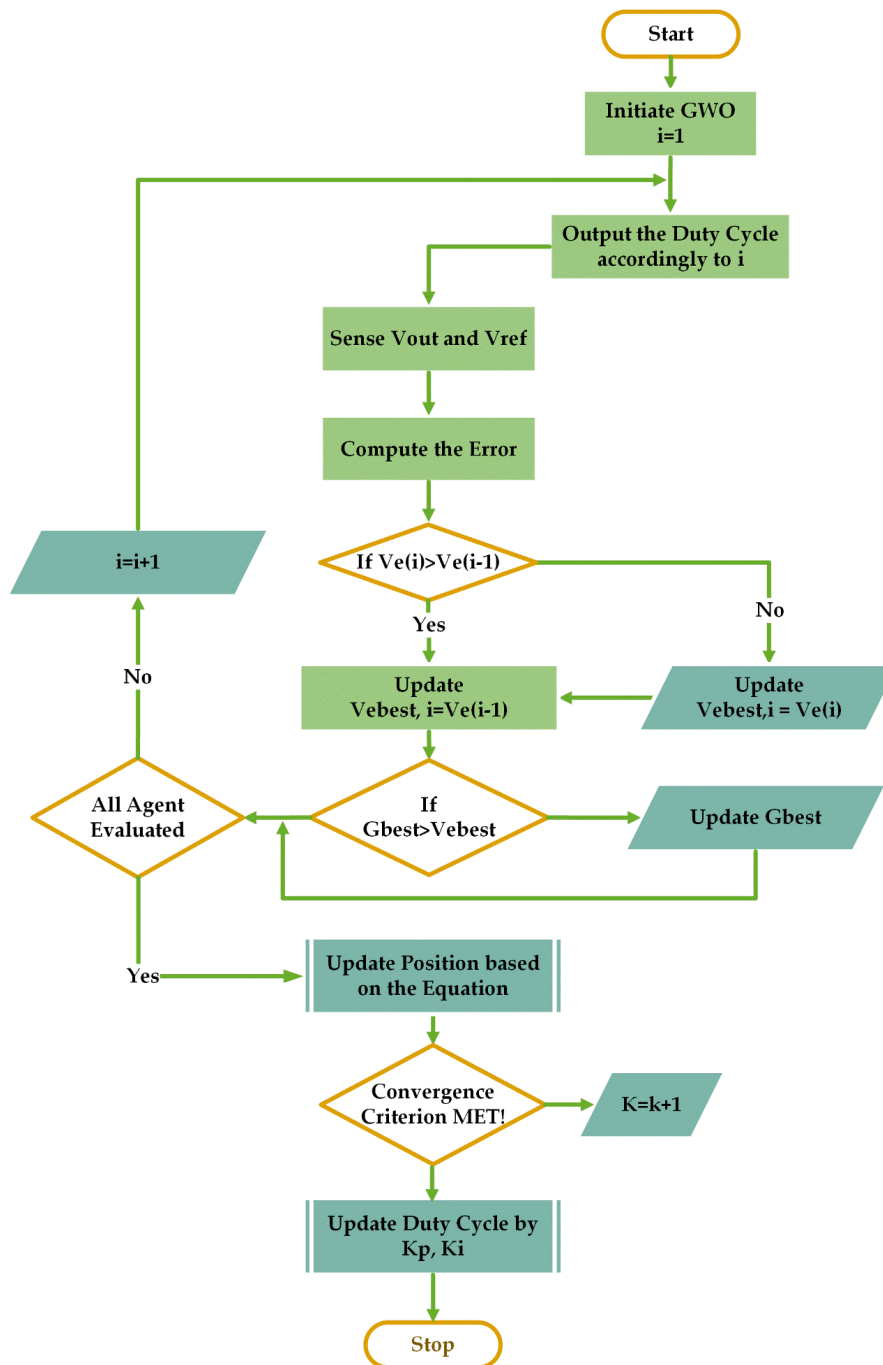 Start
Initiate GWO
i=1
Output the Duty Cycle
accordingly to i
Sense Vout and Vref
Compute the Error
If Ve(i)>Ve(i-1)
i=i+1
No
Yes
Update
Vebest, i=Ve(i-1)
Update
Vebest,i = Ve(i)
No
All Agent
Evaluated
If
Gbest>Vebest
Update Gbest
Yes
Update Position based
on the Equation
Convergence
Criterion MET!
K=k+1
Update Duty Cycle by
Kp, Ki
Stop